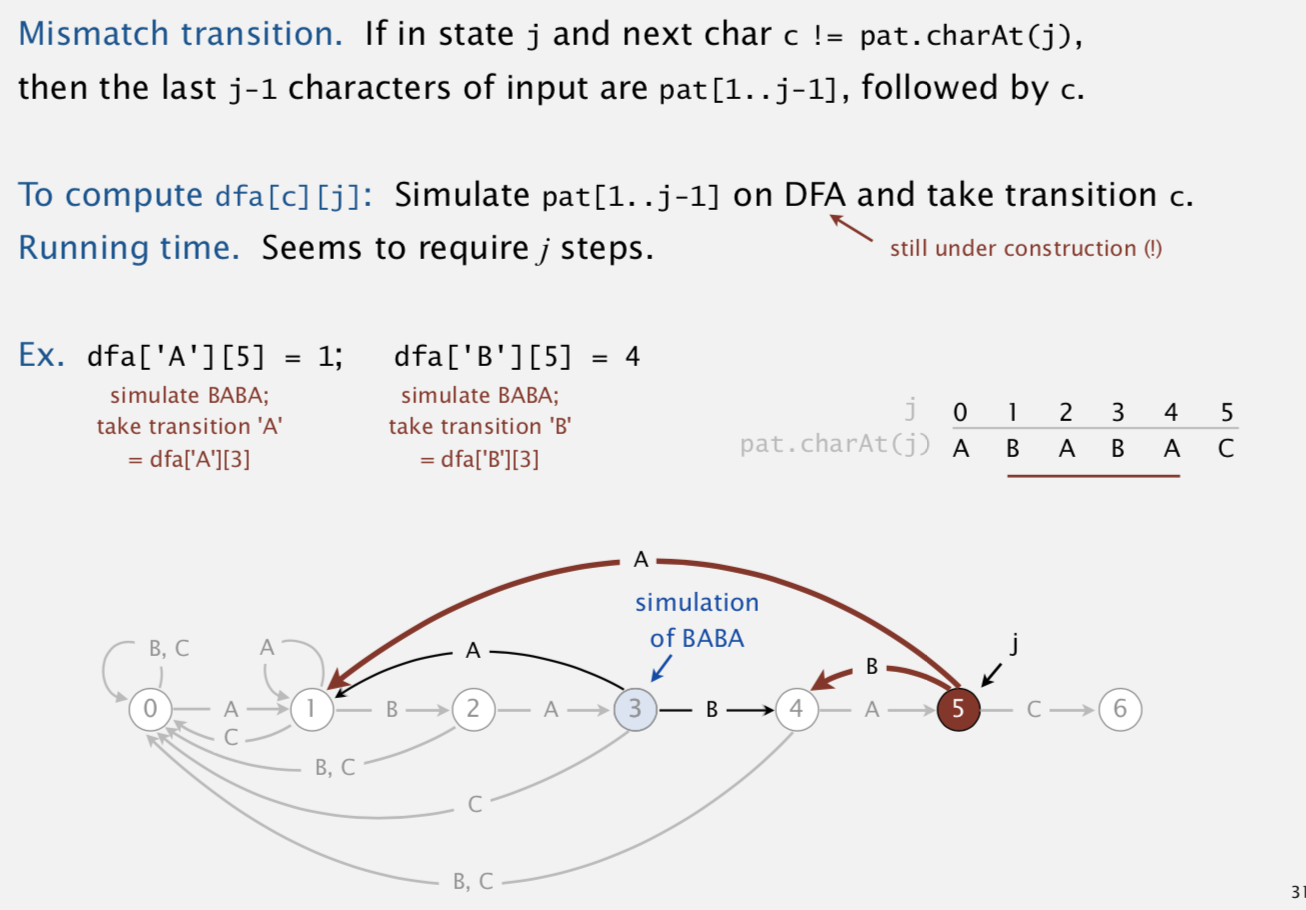 Mismatch transition. If in state j and next char c != pat.charAt(j),
then the last j-1 characters of input are pat[1..j-1], followed by c.
To compute dfa[c][j]: Simulate pat[1..j-1] on DFA and take transition c.
Running time. Seems to require j steps.
still under construction (!)
Ex. dfa['A'][5] = 1; dfa['B'][5] = 4
simulate BABA; simulate BABA;
take transition 'A' take transition 'B'
= dfa['A'][3] = dfa['B'][3]
j 0 1 2 3 4 5
pat.charAt(j) A B A B A C
A
simulation
of BABA
j
B, C A A B
0 A 1 B 2 A 3 B 4 A 5 C 6
C
B, C
C
B, C
31